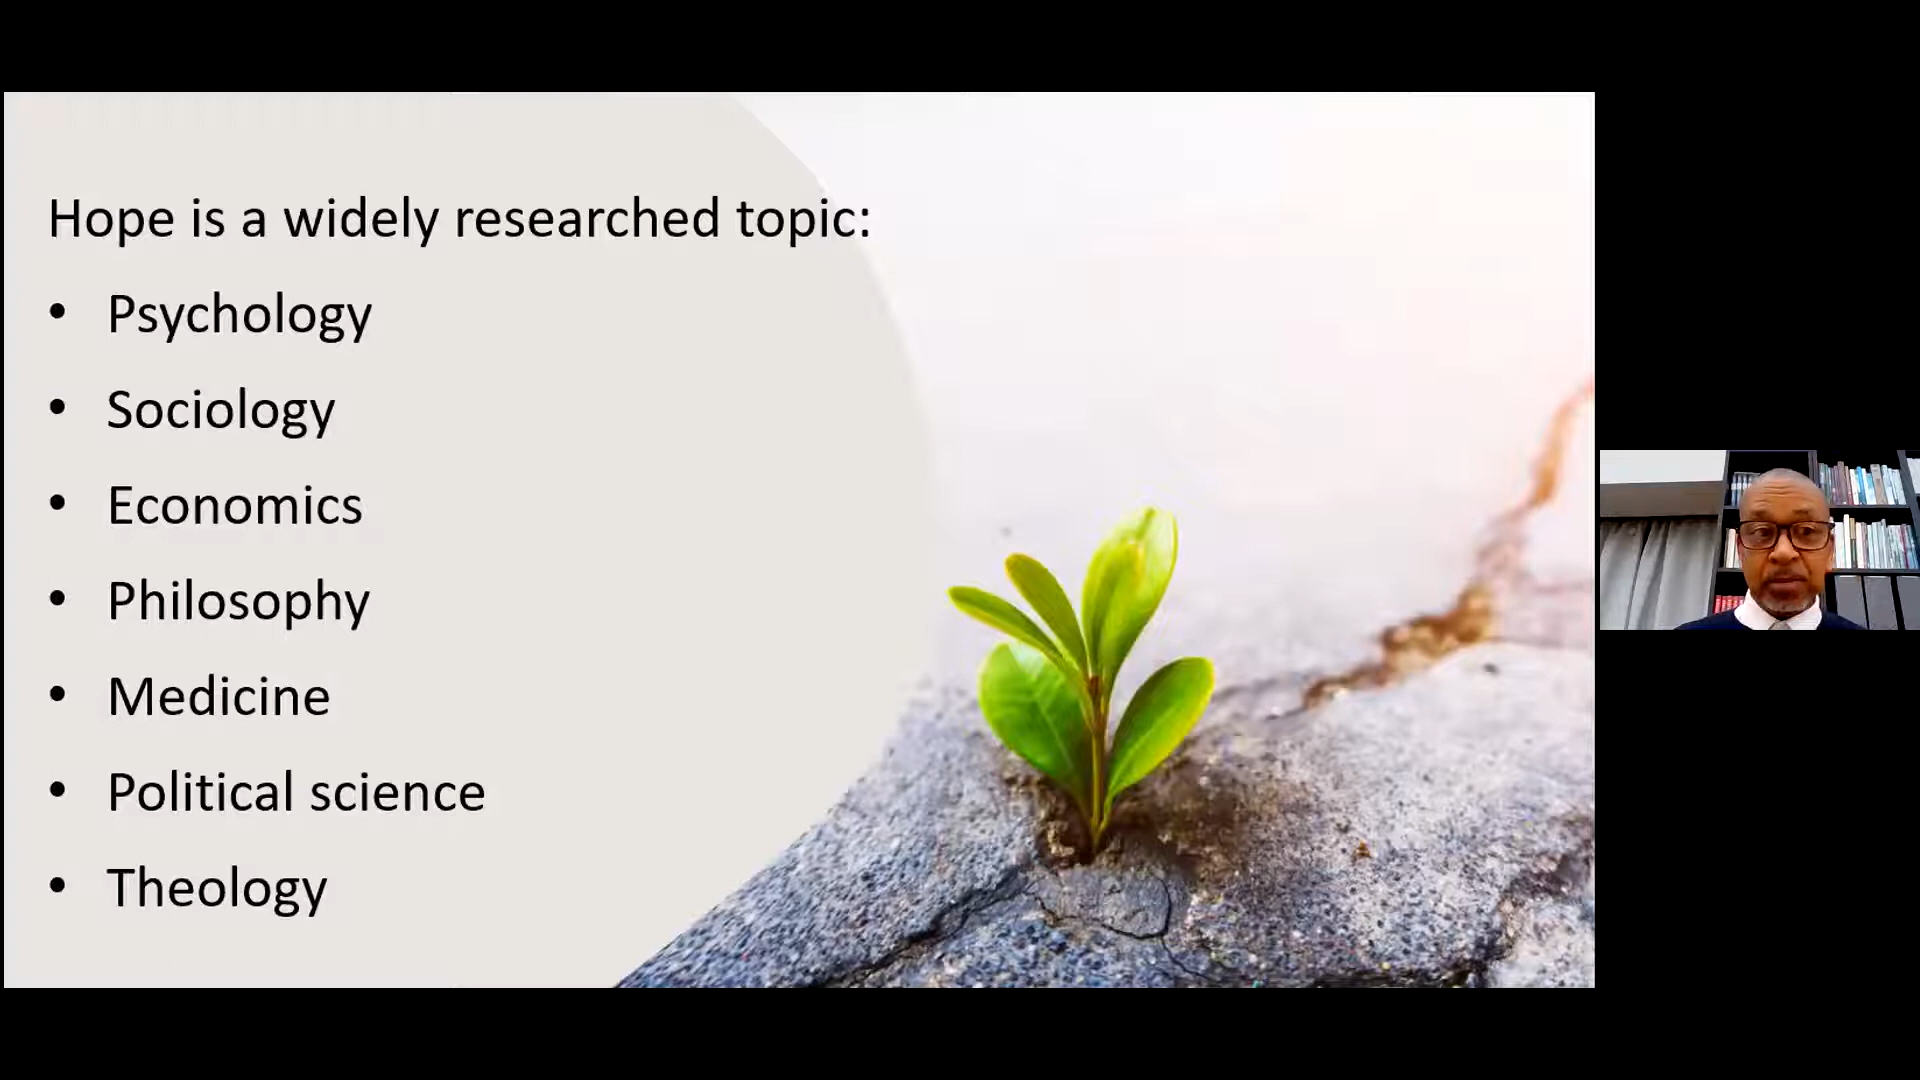 Hope is a widely researched topic:
• Psychology
• Sociology
• Economics
• Philosophy
• Medicine
• Political science
• Theology